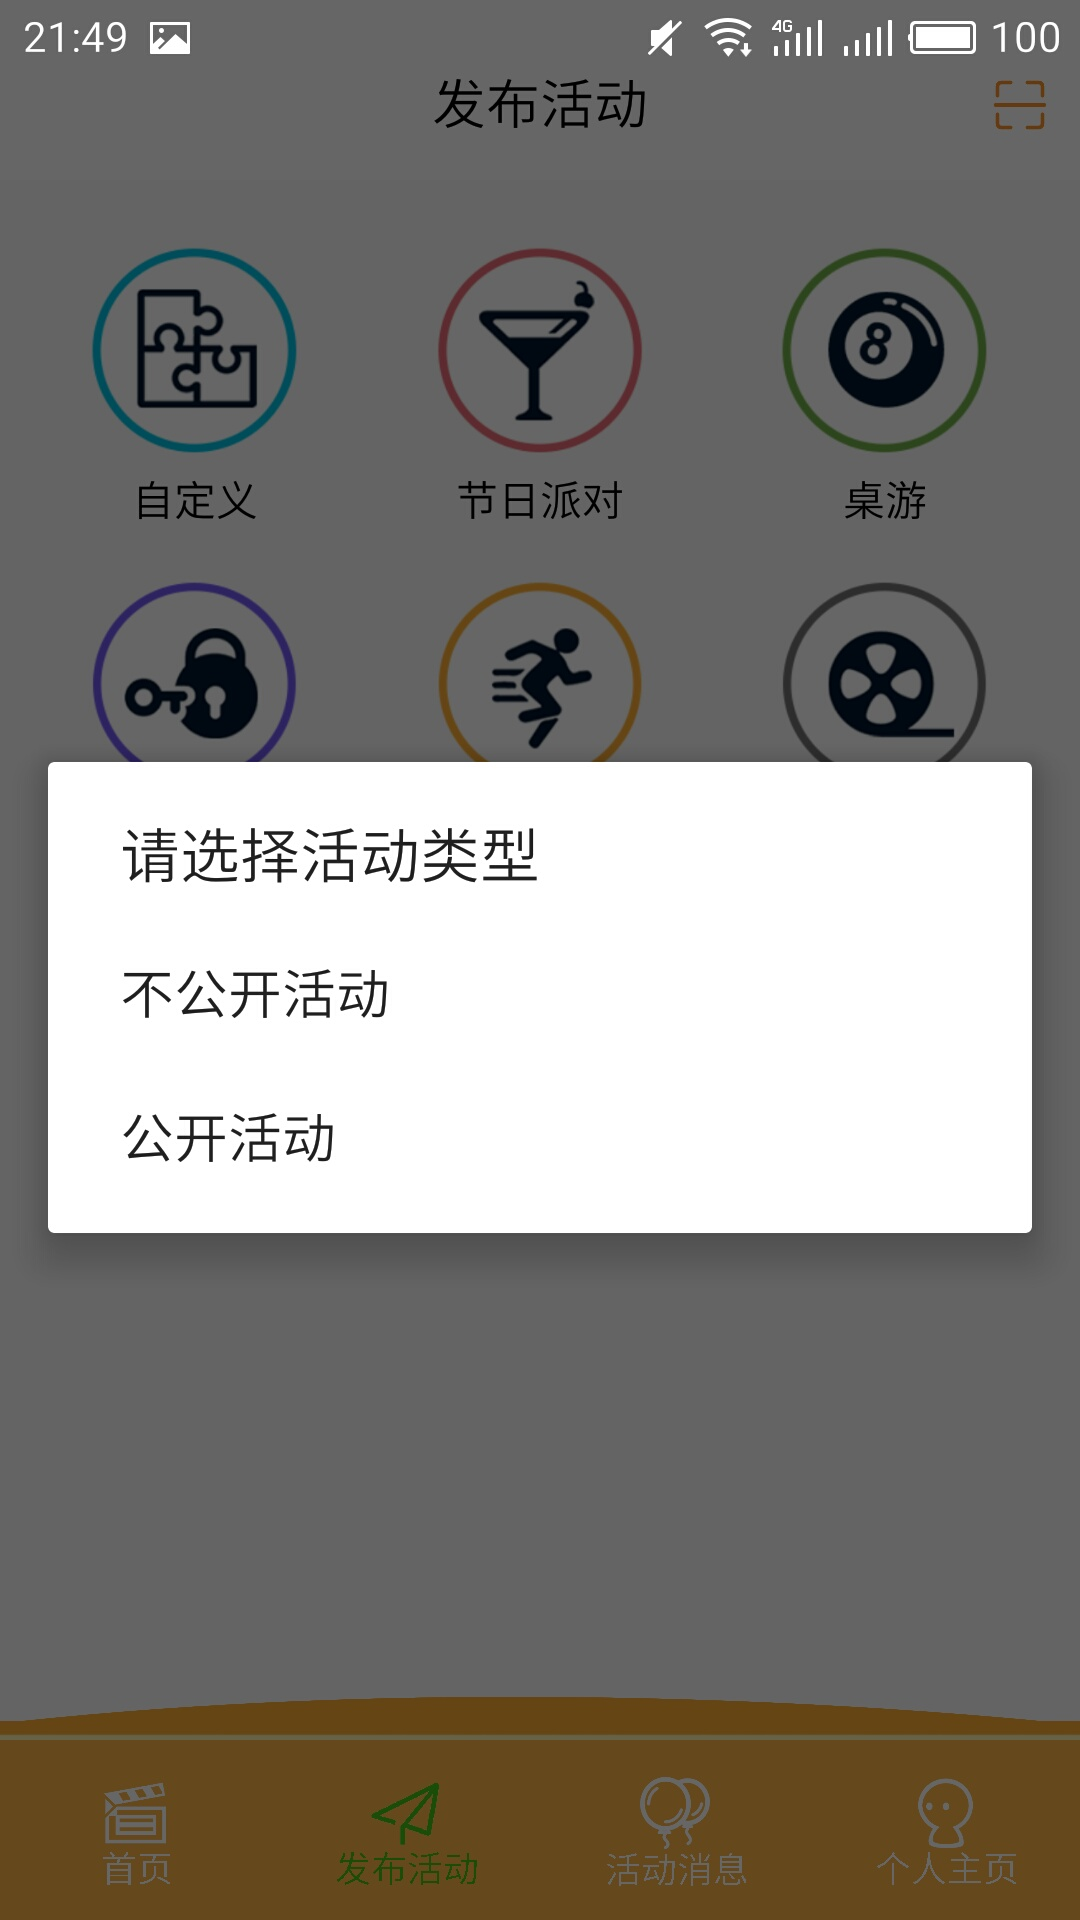 21:49 4G 100
发布活动
自定义 节日派对 桌游
8
请选择活动类型
不公开活动
公开活动
首页 发布活动 活动消息 个人主页